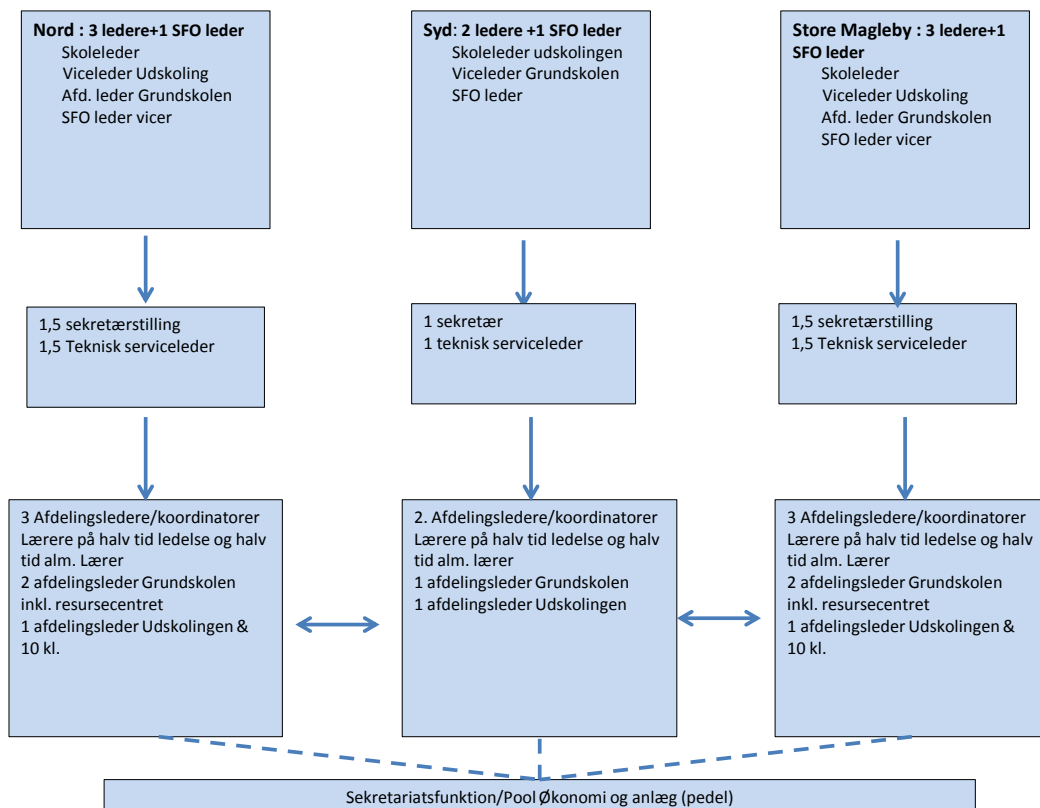 Nord : 3 ledere+1 SFO leder
Skoleleder
Viceleder Udskoling
Afd. leder Grundskolen
SFO leder vicer
Syd: 2 ledere +1 SFO leder
Skoleleder udskolingen
Viceleder Grundskolen
SFO leder
Store Magleby : 3 ledere+1
SFO leder
Skoleleder
Viceleder Udskoling
Afd. leder Grundskolen
SFO leder vicer
1,5 sekretærstilling
1,5 Teknisk serviceleder
1 sekretær
1 teknisk serviceleder
1,5 sekretærstilling
1,5 Teknisk serviceleder
3 Afdelingsledere/koordinatorer
Lærere på halv tid ledelse og halv
tid alm. Lærer
2 afdelingsleder Grundskolen
inkl. resursecentret
1 afdelingsleder Udskolingen &
10 kl.
2. Afdelingsledere/koordinatorer
Lærere på halv tid ledelse og halv
tid alm. lærer
1 afdelingsleder Grundskolen
1 afdelingsleder Udskolingen
3 Afdelingsledere/koordinatorer
Lærere på halv tid ledelse og halv
tid alm. Lærer
2 afdelingsleder Grundskolen
inkl. resursecentret
1 afdelingsleder Udskolingen &
10 kl.
Sekretariatsfunktion/Pool Økonomi og anlæg (pedel)